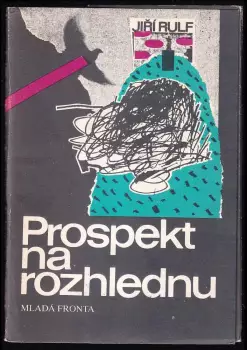 JIŘÍ RULF
Prospekt
na
rozhlednu
MLADÁ FRONTA